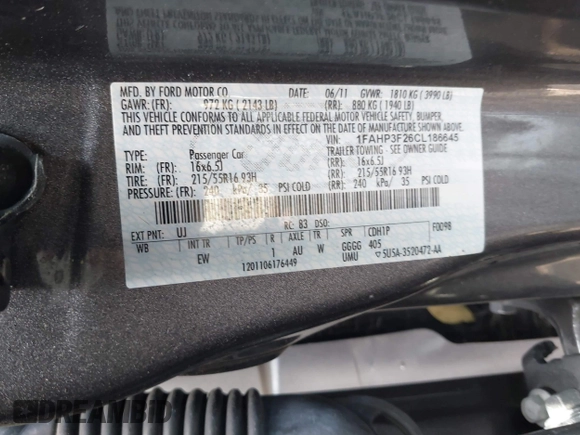 MFD. BY FORD MOTOR CO. 06/11 GVWR: 1810 KG ( 3990 LB)
GAWR: (FR): 972 KG ( 2143 LB) (RR): 880 KG ( 1940 LB)
THIS VEHICLE CONFORMS TO ALL APPLICABLE FEDERAL MOTOR VEHICLE SAFETY, BUMPER,
AND THEFT PREVENTION STANDARDS IN EFFECT ON THE DATE OF MANUFACTURE SHOWN ABOVE.
VIN: 1FAHP3F26CL186645
TYPE: Passenger Car TRAILER TOWING - SEE OWNER GUIDE
RIM: (FR): 16x6.5J (RR): 16x6.5J
TIRE: (FR): 215/55R16 93H (RR): 215/55R16 93H
PRESSURE: (FR): 240 kPa/ 35 PSI COLD (RR): 240 kPa/ 35 PSI COLD
EXT PNT: UJ RC: 83 DSO: F0098
WB INT TR TP/PS R AXLE TR SPR CDH1P
EW 1 AU W GGGG 405
1201106176449 UMU ▽5U5A-3520472-AA
DREAMBID